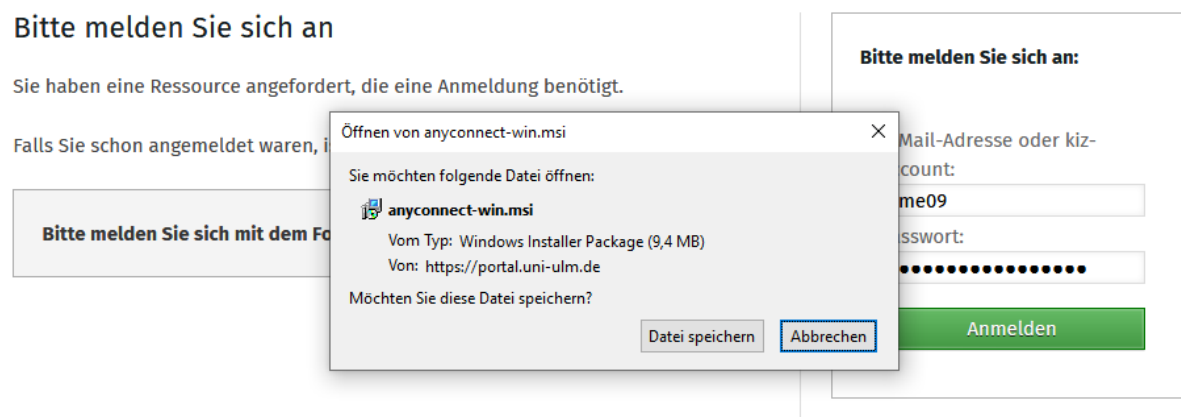 Bitte melden Sie sich an
Sie haben eine Ressource angefordert, die eine Anmeldung benötigt.
Falls Sie schon angemeldet waren, i
Bitte melden Sie sich mit dem Fo
Öffnen von anyconnect-win.msi
Sie möchten folgende Datei öffnen:
anyconnect-win.msi
Vom Typ: Windows Installer Package (9,4 MB)
Von: https://portal.uni-ulm.de
Möchten Sie diese Datei speichern?
Datei speichern
Abbrechen
Bitte melden Sie sich an:
Mail-Adresse oder kiz-
count:
me09
sswort:
••••••••••••••••
Anmelden